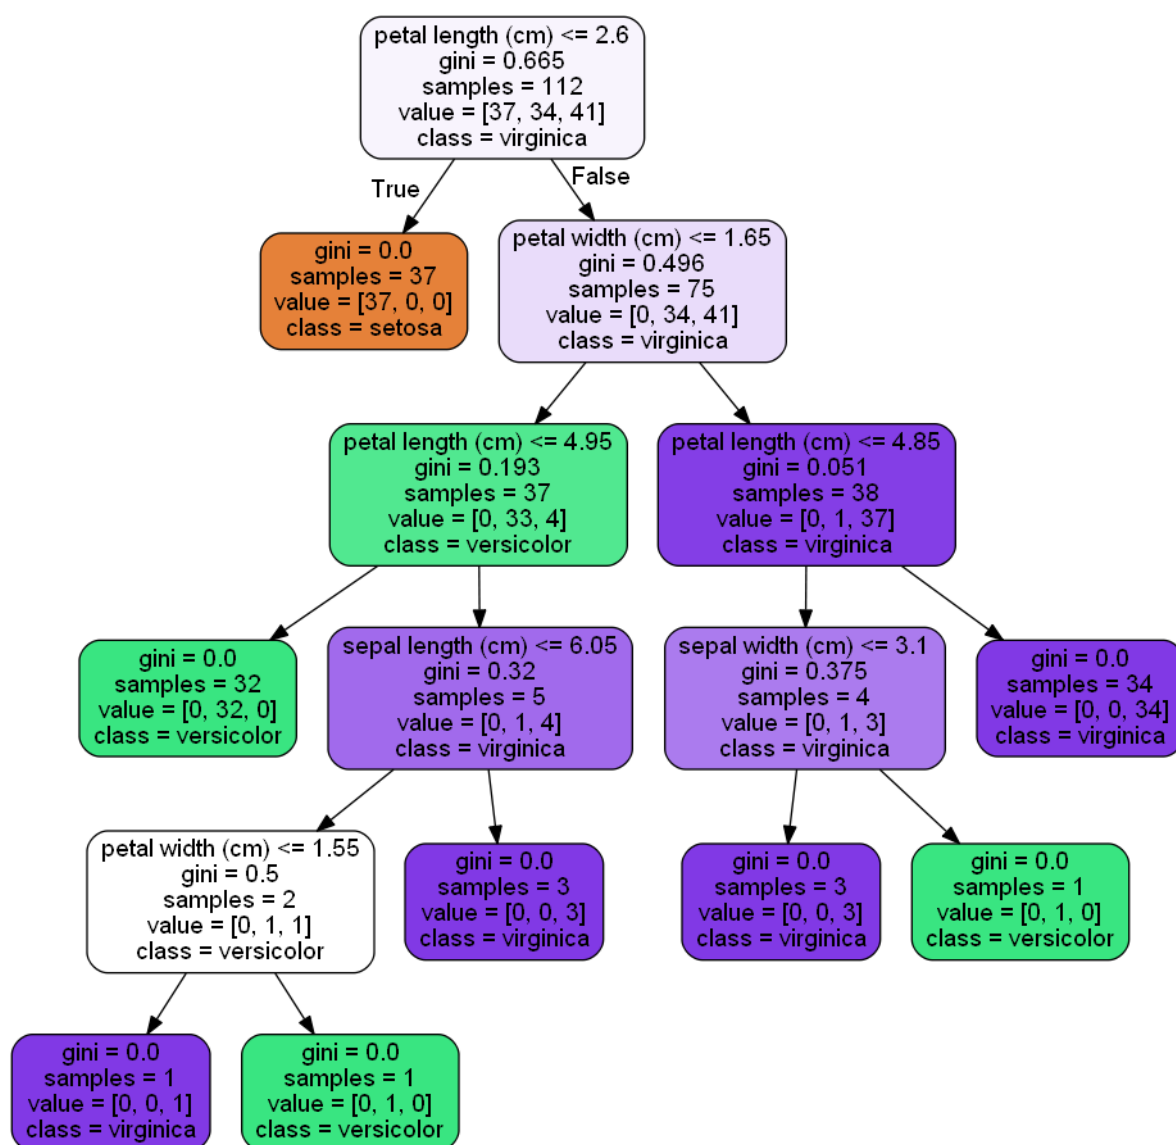 petal length (cm) <= 2.6
gini = 0.665
samples = 112
value = [37, 34, 41]
class = virginica
True
False
gini = 0.0
samples = 37
value = [37, 0, 0]
class = setosa
petal width (cm) <= 1.65
gini = 0.496
samples = 75
value = [0, 34, 41]
class = virginica
petal length (cm) <= 4.95
gini = 0.193
samples = 37
value = [0, 33, 4]
class = versicolor
petal length (cm) <= 4.85
gini = 0.051
samples = 38
value = [0, 1, 37]
class = virginica
gini = 0.0
samples = 32
value = [0, 32, 0]
class = versicolor
sepal length (cm) <= 6.05
gini = 0.32
samples = 5
value = [0, 1, 4]
class = virginica
sepal width (cm) <= 3.1
gini = 0.375
samples = 4
value = [0, 1, 3]
class = virginica
gini = 0.0
samples = 34
value = [0, 0, 34]
class = virginica
petal width (cm) <= 1.55
gini = 0.5
samples = 2
value = [0, 1, 1]
class = versicolor
gini = 0.0
samples = 3
value = [0, 0, 3]
class = virginica
gini = 0.0
samples = 3
value = [0, 0, 3]
class = virginica
gini = 0.0
samples = 1
value = [0, 1, 0]
class = versicolor
gini = 0.0
samples = 1
value = [0, 0, 1]
class = virginica
gini = 0.0
samples = 1
value = [0, 1, 0]
class = versicolor